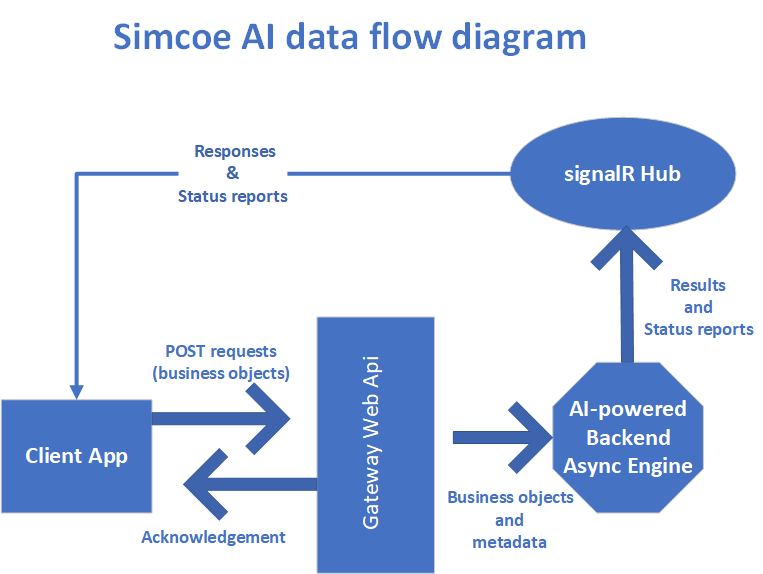 Simcoe AI data flow diagram
Responses
&
Status reports
signalR Hub
Results
and
Status reports
POST requests
(business objects)
Client App
Acknowledgement
Gateway Web Api
AI-powered
Backend
Async Engine
Business objects
and
metadata